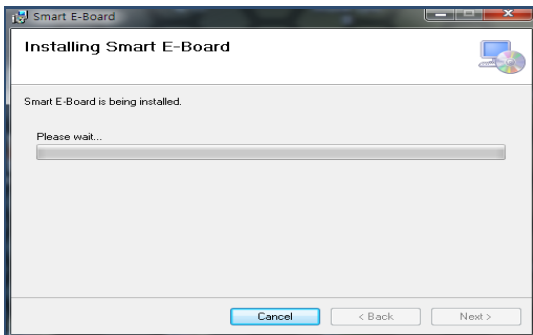 Smart E-Board
Installing Smart E-Board
Smart E-Board is being installed.
Please wait...
Cancel
< Back
Next >